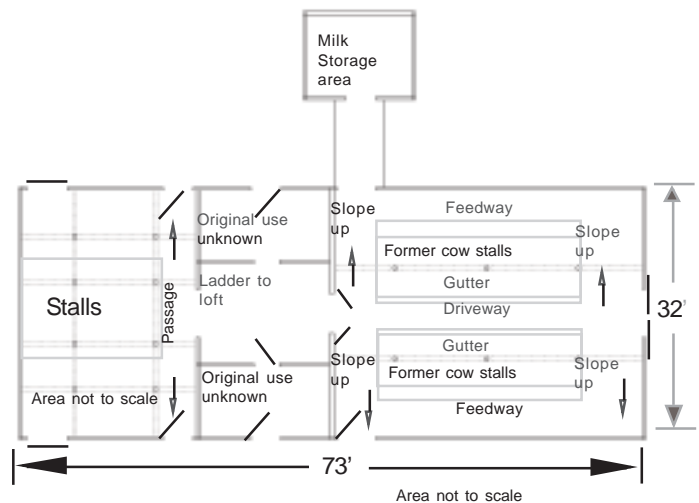 Milk
Storage
area
Original use
unknown
Slope
up
Feedway
Slope
up
Former cow stalls
Ladder to
loft
Gutter
Stalls
Passage
Driveway
32'
Gutter
Original use
unknown
Slope
up
Former cow stalls
Slope
up
Area not to scale
Feedway
73'
Area not to scale